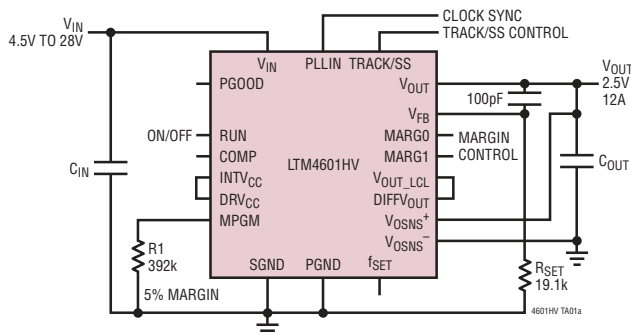 CLOCK SYNC
TRACK/SS CONTROL
VIN
4.5V TO 28V
VIN
PLLIN
TRACK/SS
PGOOD
VOUT
VOUT
2.5V
12A
100pF
VFB
ON/OFF
RUN
MARG0
MARGIN
CONTROL
COMP
LTM4601HV
MARG1
CIN
INTVCC
VOUT_LCL
COUT
DRVCC
DIFFVOUT
MPGM
VOSNS+
VOSNS–
R1
392k
SGND
PGND
fSET
RSET
19.1k
5% MARGIN
4601HV TA01a